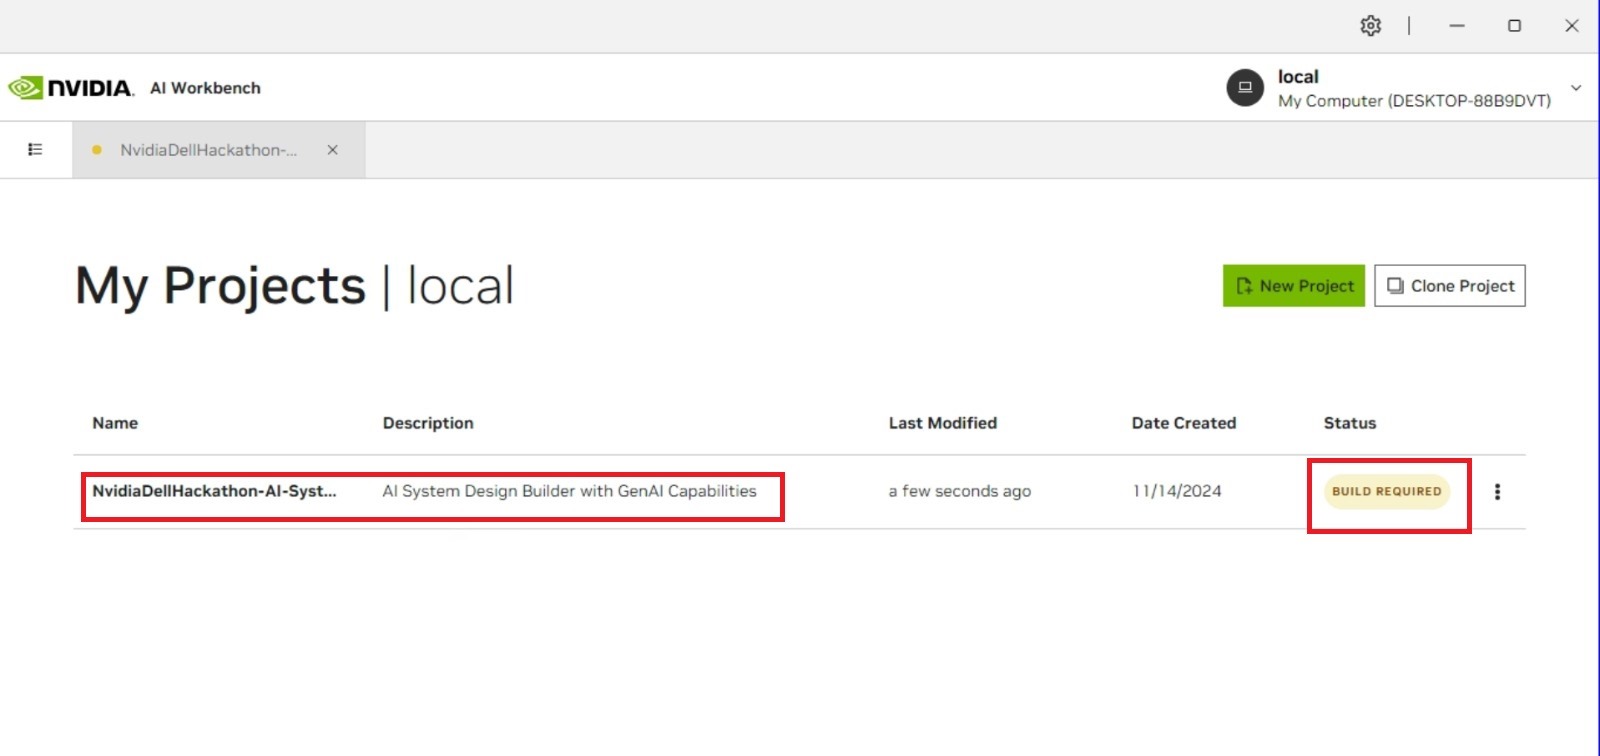 local
NVIDIA. AI Workbench
My Computer (DESKTOP-88B9DVT)
NvidiaDellHackathon-...
My Projects | local
New Project
Clone Project
Name Description Last Modified Date Created Status
NvidiaDellHackathon-AI-Syst... AI System Design Builder with GenAI Capabilities a few seconds ago 11/14/2024 BUILD REQUIRED